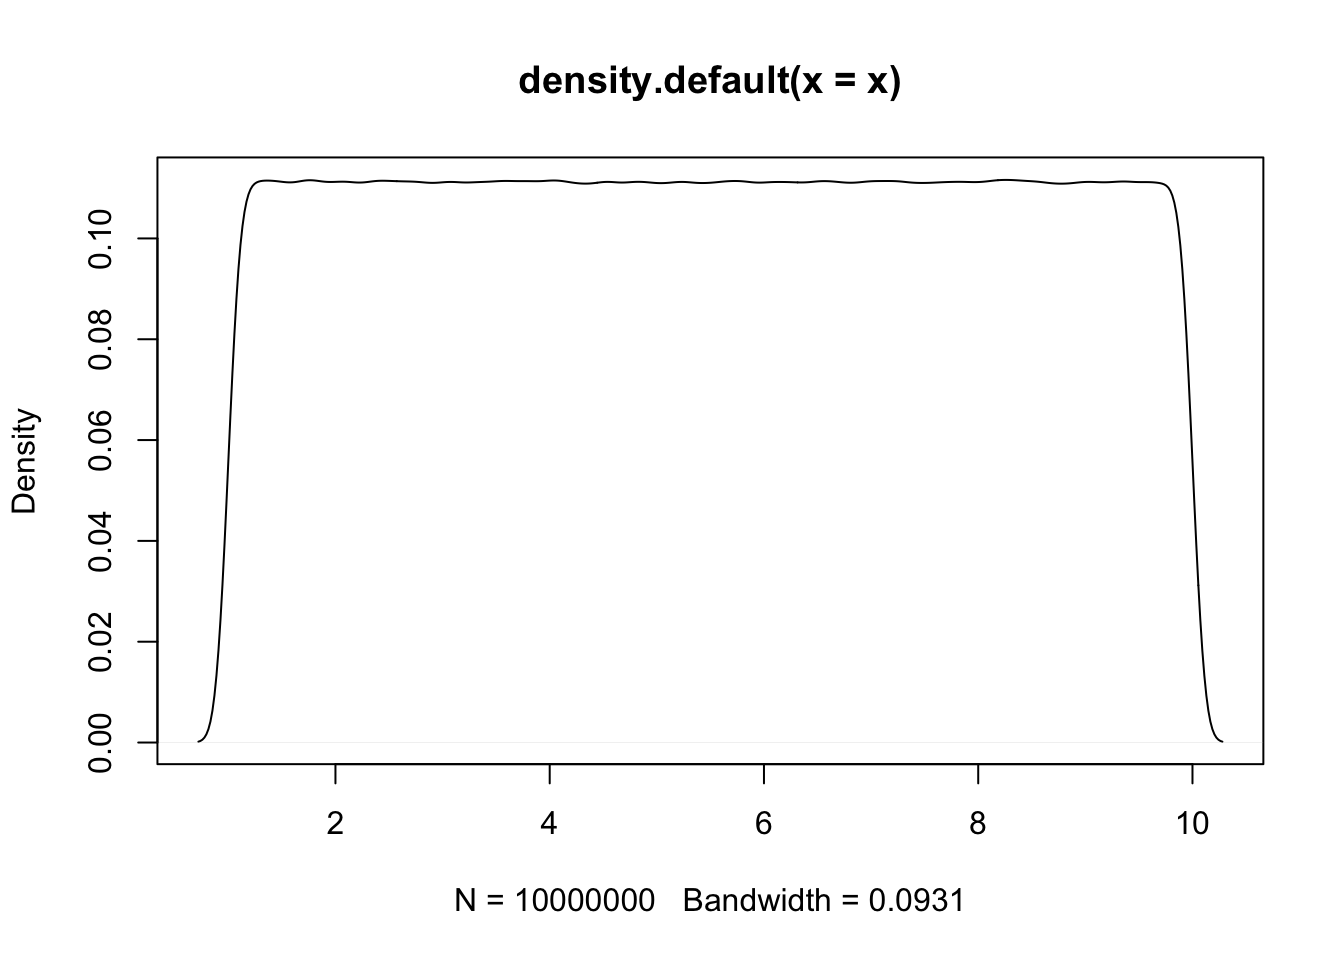 density.default(x = x)
Density
0.10
0.08
0.06
0.04
0.02
0.00
2 4 6 8 10
N = 10000000 Bandwidth = 0.0931